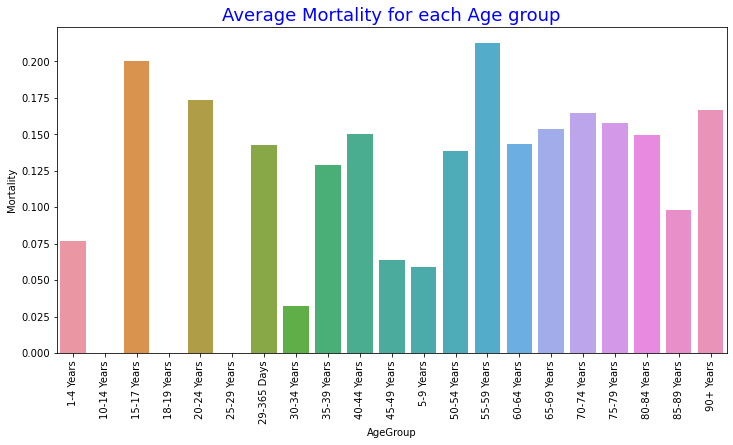 Average Mortality for each Age group
Mortality
0.200
0.175
0.150
0.125
0.100
0.075
0.050
0.025
0.000
1-4 Years
10-14 Years
15-17 Years
18-19 Years
20-24 Years
25-29 Years
29-365 Days
30-34 Years
35-39 Years
40-44 Years
45-49 Years
5-9 Years
50-54 Years
55-59 Years
60-64 Years
65-69 Years
70-74 Years
75-79 Years
80-84 Years
85-89 Years
90+ Years
AgeGroup